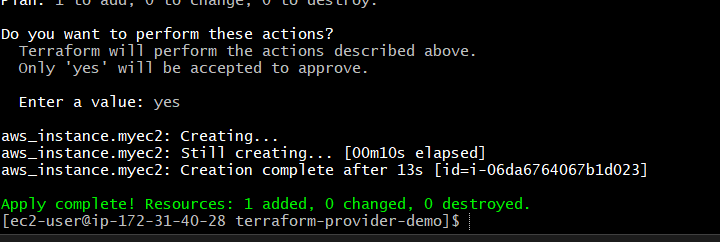 Plan: 1 to add, 0 to change, 0 to destroy.
Do you want to perform these actions?
Terraform will perform the actions described above.
Only 'yes' will be accepted to approve.
Enter a value: yes
aws_instance.myec2: Creating...
aws_instance.myec2: Still creating... [00m10s elapsed]
aws_instance.myec2: Creation complete after 13s [id=i-06da6764067b1d023]
Apply complete! Resources: 1 added, 0 changed, 0 destroyed.
[ec2-user@ip-172-31-40-28 terraform-provider-demo]$